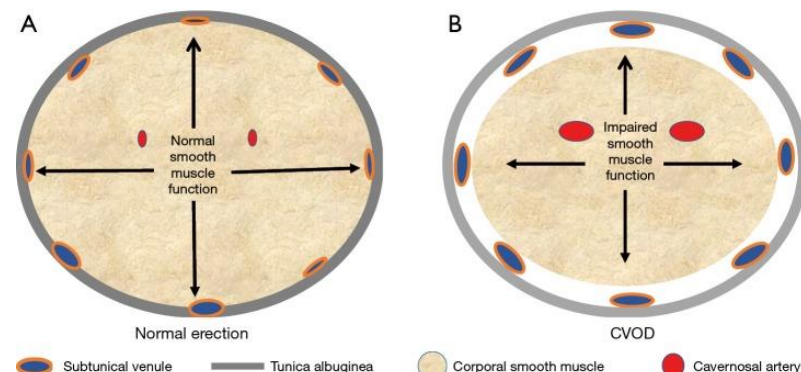 A
Normal
smooth
muscle
function
Normal erection
B
Impaired
smooth
muscle
function
CVOD
Subtunical venule
Tunica albuginea
Corporal smooth muscle
Cavernosal artery